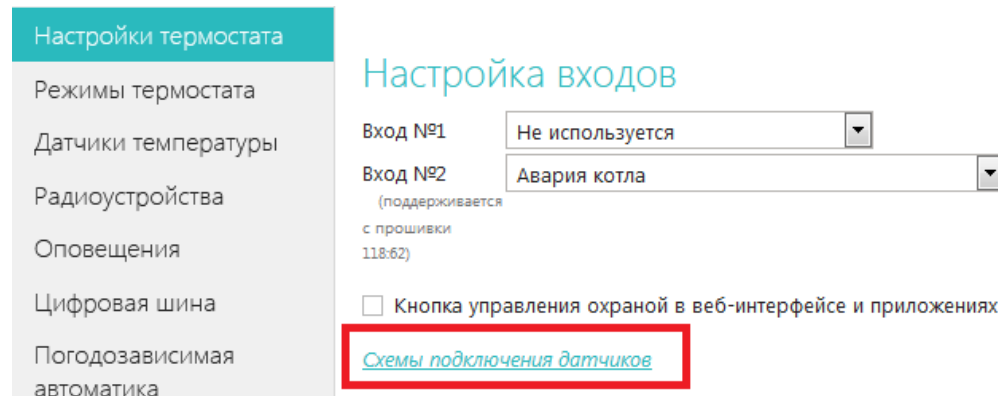 Настройки термостата
Режимы термостата
Датчики температуры
Радиоустройства
Оповещения
Цифровая шина
Погодозависимая
автоматика
Настройка входов
Вход №1 Не используется
Вход №2 Авария котла
(поддерживается
с прошивки
118:62)
Кнопка управления охраной в веб-интерфейсе и приложениях
Схемы подключения датчиков